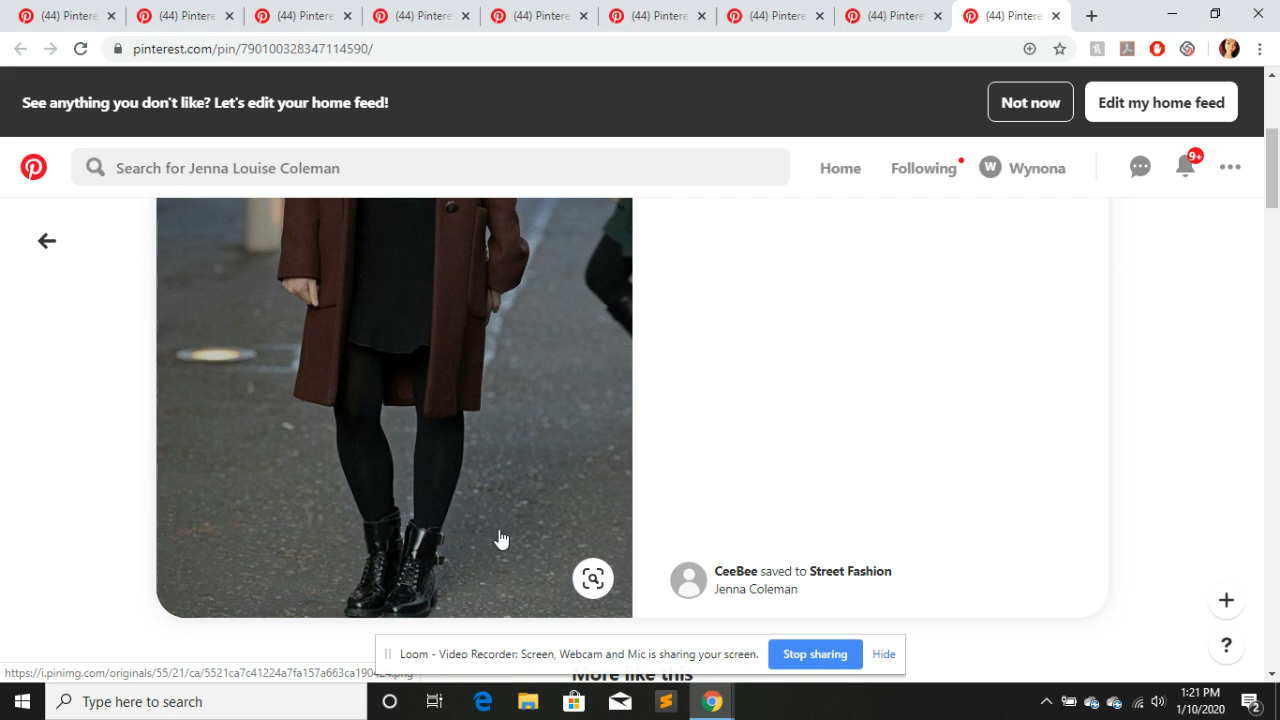 (44) Pintere
(44) Pintere
(44) Pintere
(44) Pintere
(44) Pintere
(44) Pintere
(44) Pintere
(44) Pintere
(44) Pintere
pinterest.com/pin/790100328347114590/
See anything you don't like? Let's edit your home feed!
Not now
Edit my home feed
Search for Jenna Louise Coleman
Home
Following
W
Wynona
9+
CeeBee saved to Street Fashion
Jenna Coleman
Loom - Video Recorder: Screen, Webcam and Mic is sharing your screen.
Stop sharing
Hide
More like this
Type here to search
1:21 PM
1/10/2020
2